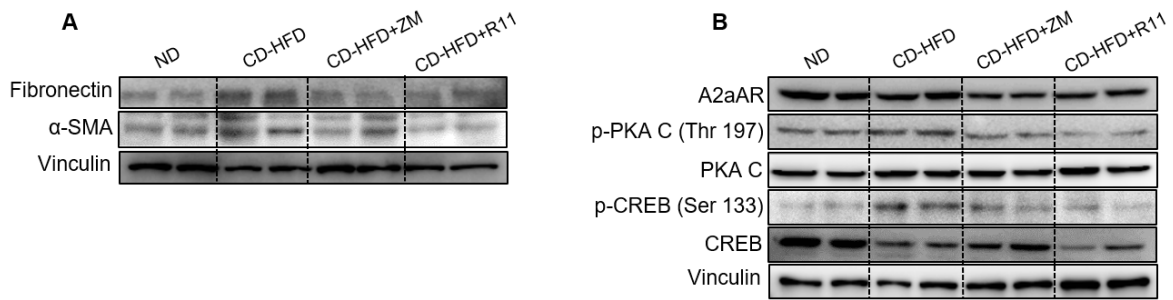 A
ND
CD-HFD
CD-HFD+ZM
CD-HFD+R11
Fibronectin
α-SMA
Vinculin
B
ND
CD-HFD
CD-HFD+ZM
CD-HFD+R11
A2aAR
p-PKA C (Thr 197)
PKA C
p-CREB (Ser 133)
CREB
Vinculin